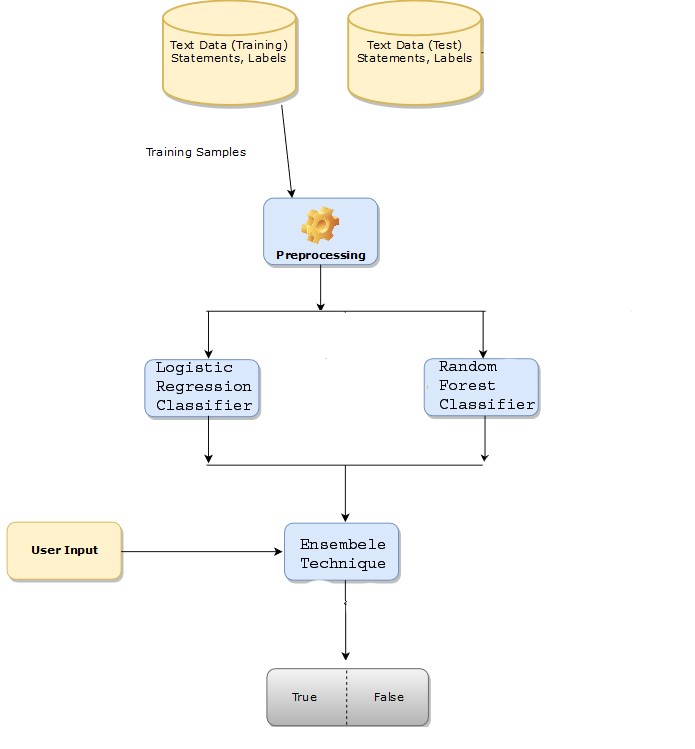 Text Data (Training)
Statements, Labels
Text Data (Test)
Statements, Labels
Training Samples
Preprocessing
Logistic
Regression
Classifier
Random
Forest
Classifier
User Input
Ensembele
Technique
True
False